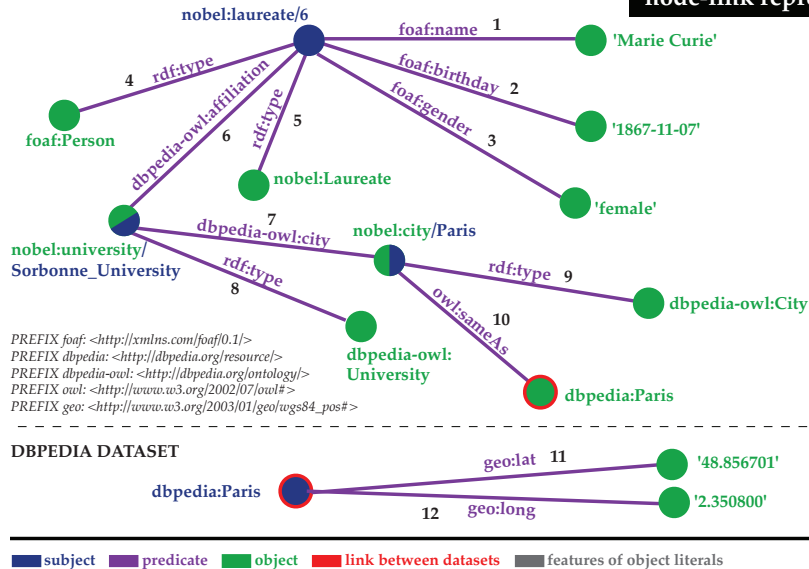 node-link repre
nobel:laureate/6
foaf:name
1
'Marie Curie'
4
rdf:type
foaf:birthday
2
'1867-11-07'
foaf:gender
3
'female'
dbpedia-owl:affiliation
6
rdf:type
5
foaf:Person
nobel:Laureate
7
dbpedia-owl:city
nobel:city/Paris
nobel:university/
Sorbonne_University
rdf:type
8
rdf:type
9
dbpedia-owl:City
owl:sameAs
10
dbpedia-owl:
University
dbpedia:Paris
PREFIX foaf: <http://xmlns.com/foaf/0.1/>
PREFIX dbpedia: <http://dbpedia.org/resource/>
PREFIX dbpedia-owl: <http://dbpedia.org/ontology/>
PREFIX owl: <http://www.w3.org/2002/07/owl#>
PREFIX geo: <http://www.w3.org/2003/01/geo/wgs84_pos#>
DBPEDIA DATASET
dbpedia:Paris
geo:lat
11
'48.856701'
12
geo:long
'2.350800'
subject
predicate
object
link between datasets
features of object literals